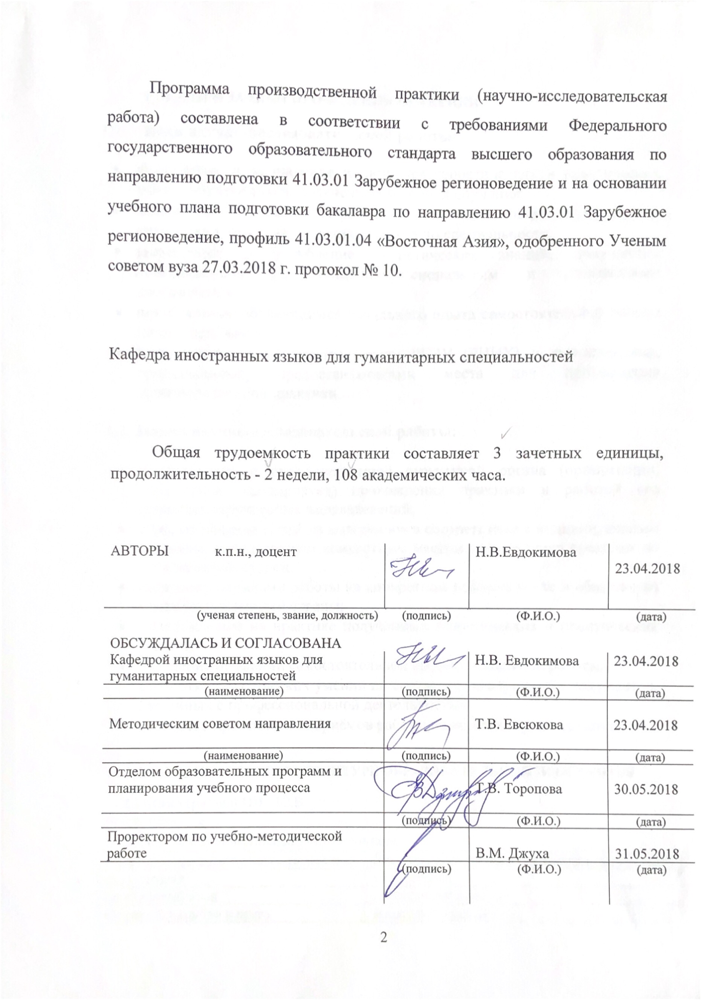 Программа производственной практики (научно-исследовательская
работа) составлена в соответствии с требованиями Федерального
государственного образовательного стандарта высшего образования по
направлению подготовки 41.03.01 Зарубежное регионоведение и на основании
учебного плана подготовки бакалавра по направлению 41.03.01 Зарубежное
регионоведение, профиль 41.03.01.04 «Восточная Азия», одобренного Ученым
советом вуза 27.03.2018 г. протокол № 10.
Кафедра иностранных языков для гуманитарных специальностей
Общая трудоемкость практики составляет 3 зачетных единицы,
продолжительность - 2 недели, 108 академических часа.
АВТОРЫ к.п.н., доцент Н.В.Евдокимова
23.04.2018
(ученая степень, звание, должность) (подпись) (Ф.И.О.) (дата)
ОБСУЖДАЛАСЬ И СОГЛАСОВАНА
Кафедрой иностранных языков для Н.В. Евдокимова 23.04.2018
гуманитарных специальностей
(наименование) (подпись) (Ф.И.О.) (дата)
Методическим советом направления Т.В. Евсюкова 23.04.2018
(наименование) (подпись) (Ф.И.О.) (дата)
Отделом образовательных программ и
планирования учебного процесса Т.В. Торопова 30.05.2018
(подпись) (Ф.И.О.) (дата)
Проректором по учебно-методической
работе В.М. Джуха 31.05.2018
(подпись) (Ф.И.О.) (дата)
2